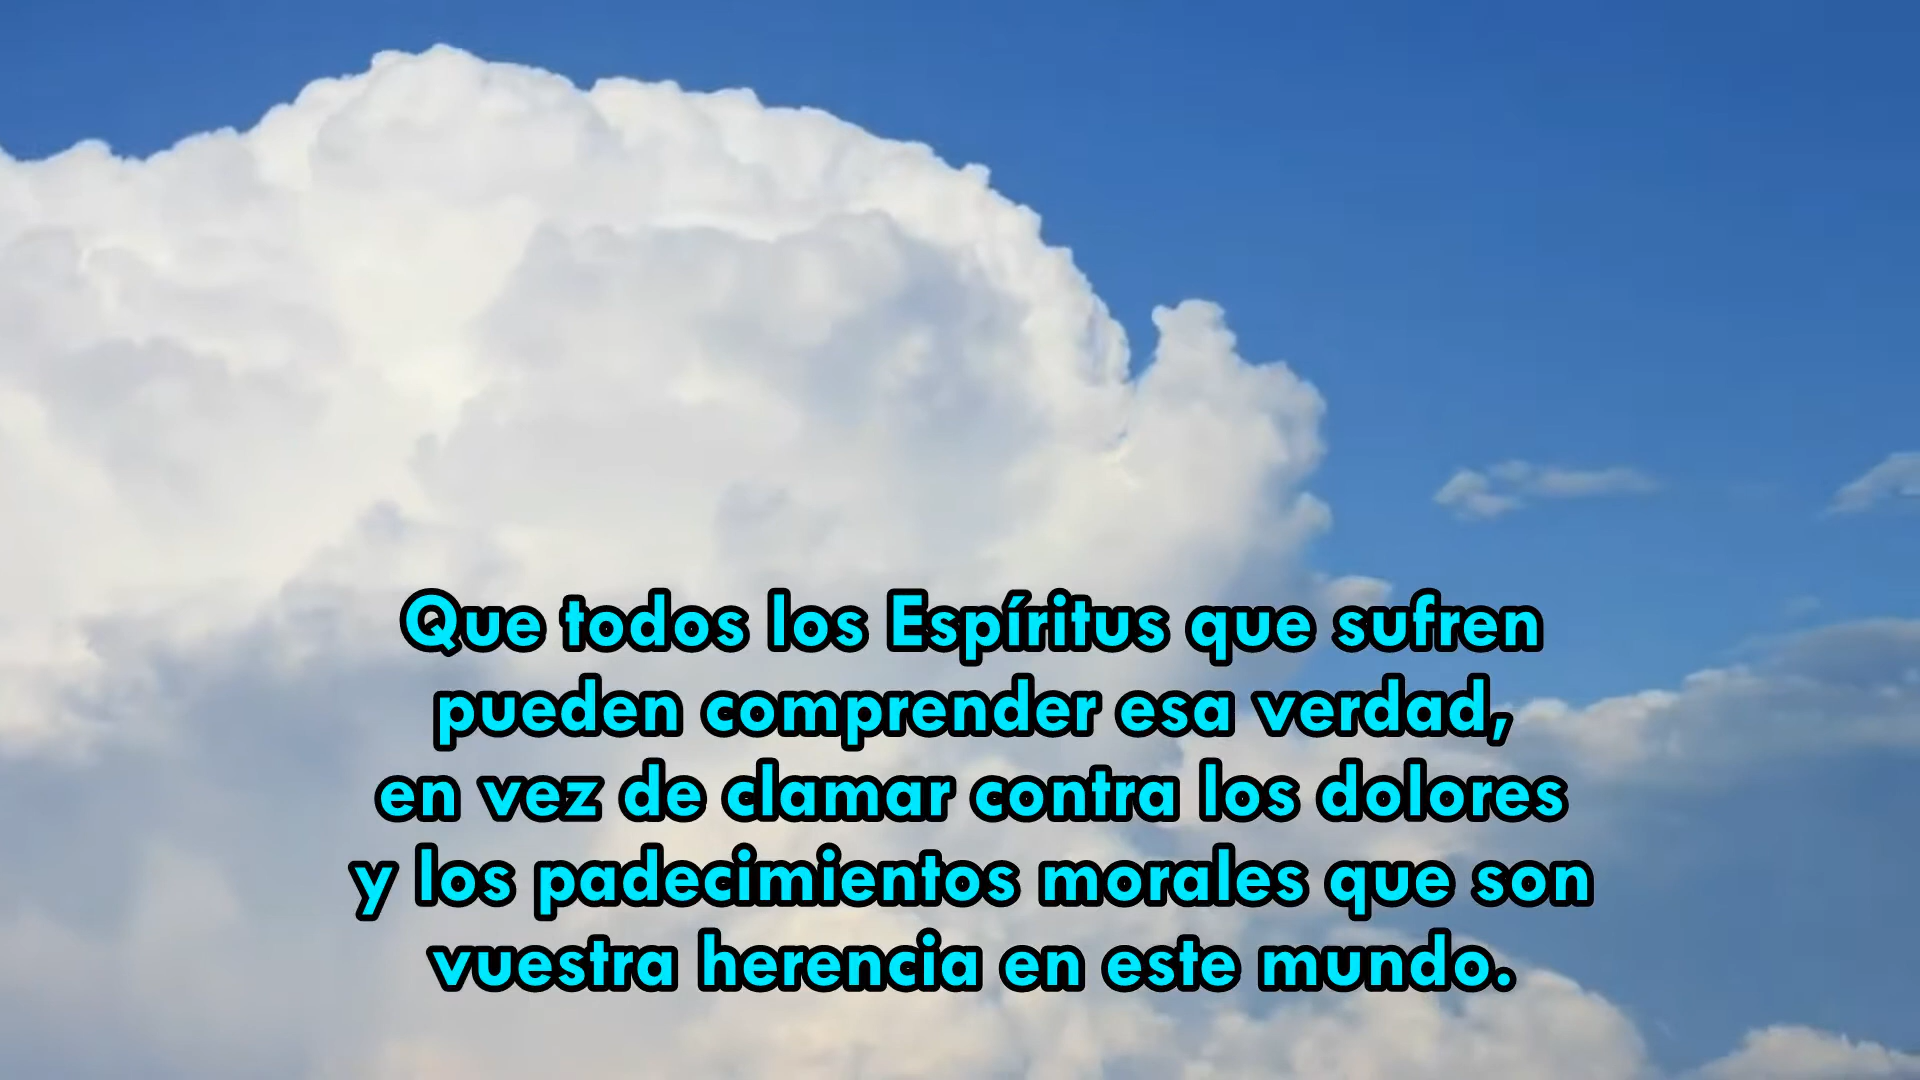 Que todos los Espíritus que sufren
pueden comprender esa verdad,
en vez de clamar contra los dolores
y los padecimientos morales que son
vuestra herencia en este mundo.